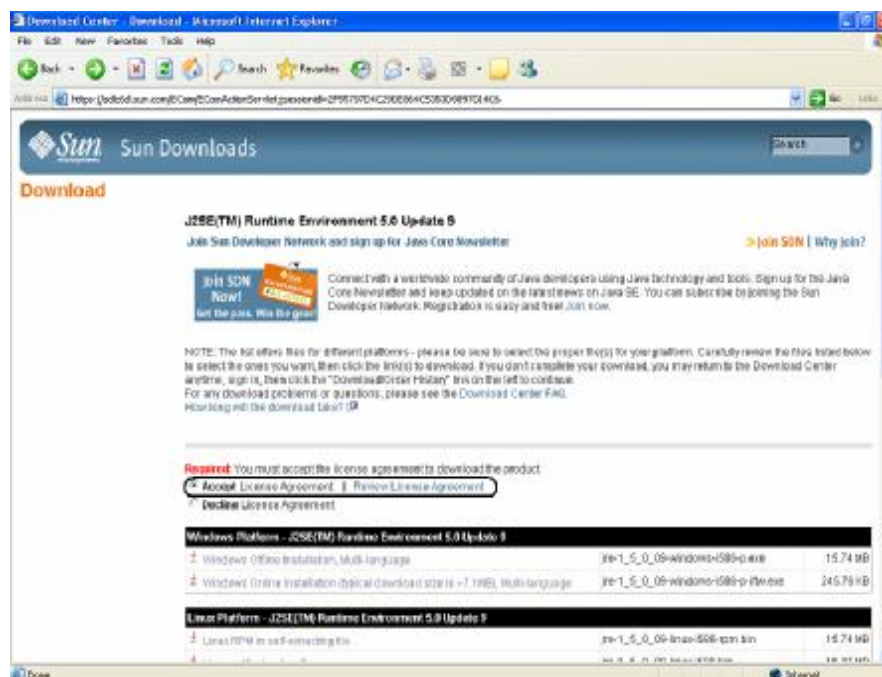 Download Center - Download - Microsoft Internet Explorer
File Edit View Favorites Tools Help
Back Search Favorites
Address Go Links
Sun Sun Downloads
Search
Download
J2SE(TM) Runtime Environment 5.0 Update 9
Join Sun Developer Network and sign up for Java Core Newsletter
> Join SDN | Why Join?
Join SDN
Now!
Get the pass. Win the gear!
Connect with a worldwide community of Java developers using Java technology and tools. Sign up for the Java
Core Newsletter and keep updated on the latest news on Java SE. You can subscribe by joining the Sun
Developer Network. Registration is easy and free! Join now.
NOTE: The list offers files for different platforms - please be sure to select the proper file(s) for your platform. Carefully review the files listed below
to select the ones you want, then click the link(s) to download. If you don't complete your download, you may return to the Download Center
anytime, sign in, then click the "Download/Order History" link on the left to continue.
For any download problems or questions, please see the Download Center FAQ.
How long will the download take?
Required: You must accept the license agreement to download the product.
Accept License Agreement | Review License Agreement
Decline License Agreement
Windows Platform - J2SE(TM) Runtime Environment 5.0 Update 9
Windows Offline Installation, Multi-language jre-1_5_0_09-windows-i586-p.exe 15.74 MB
Windows Online Installation (typical download size is ~7.1MB), Multi-language jre-1_5_0_09-windows-i586-p-iftw.exe 245.76 KB
Linux Platform - J2SE(TM) Runtime Environment 5.0 Update 9
Linux RPM in self-extracting file jre-1_5_0_09-linux-i586-rpm.bin 15.74 MB
Done Internet